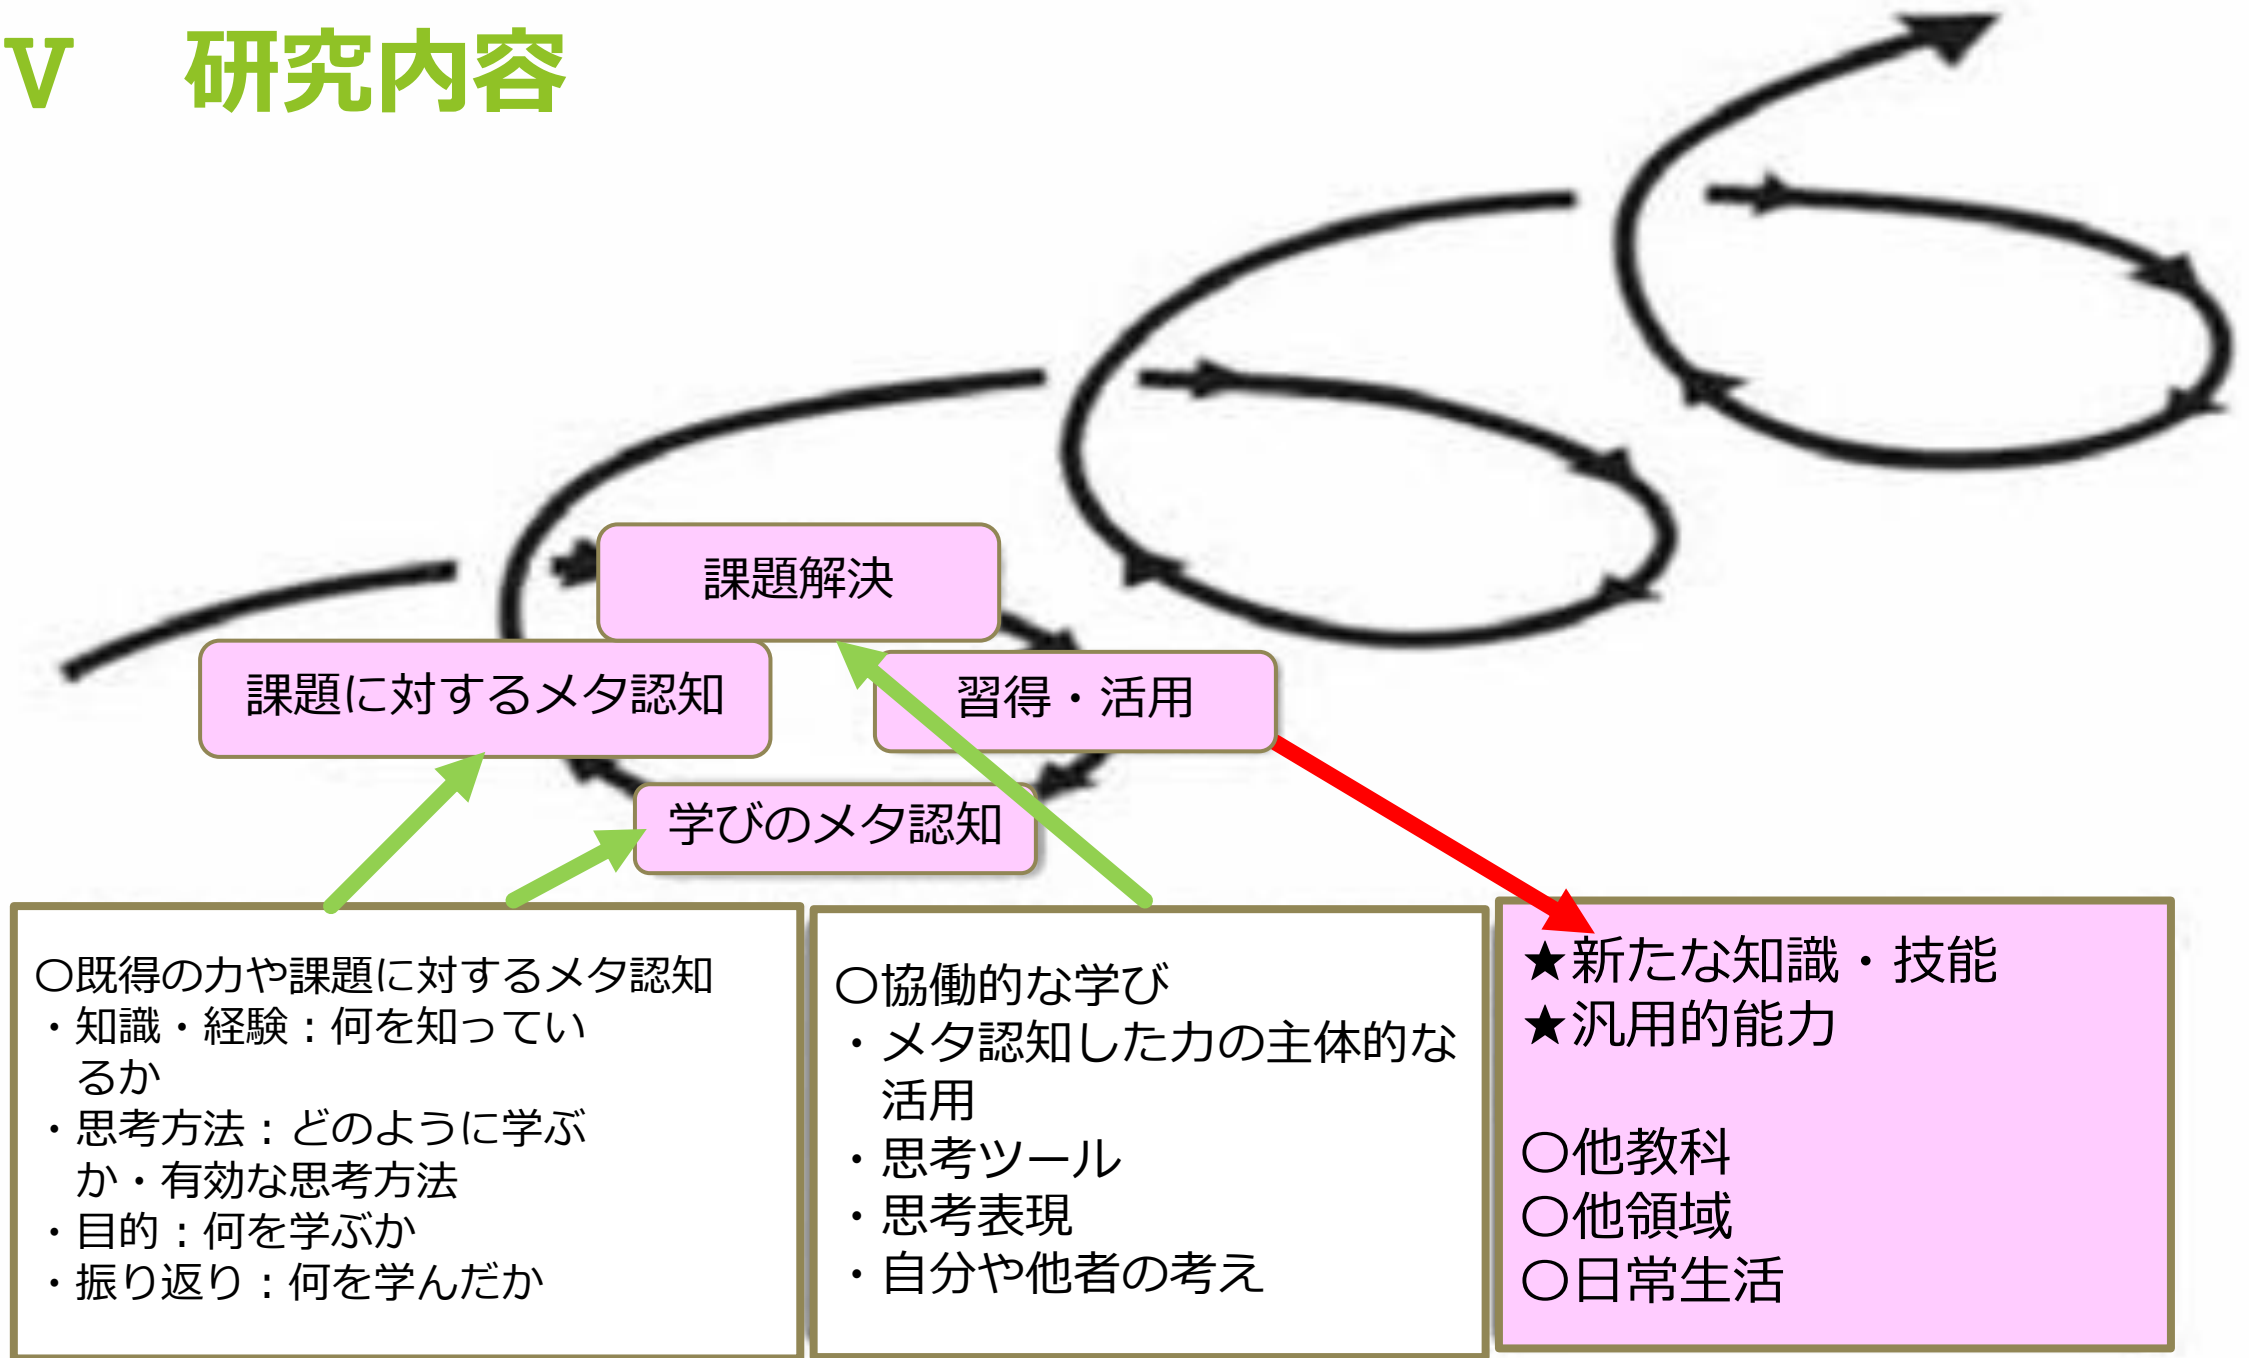 Ⅴ　研究内容
課題解決
課題に対するメタ認知
習得・活用
学びのメタ認知
〇既得の力や課題に対するメタ認知
・知識・経験：何を知ってい
るか
・思考方法：どのように学ぶ
か・有効な思考方法
・目的：何を学ぶか
・振り返り：何を学んだか
〇協働的な学び
・メタ認知した力の主体的な
活用
・思考ツール
・思考表現
・自分や他者の考え
★新たな知識・技能
★汎用的能力
〇他教科
〇他領域
〇日常生活